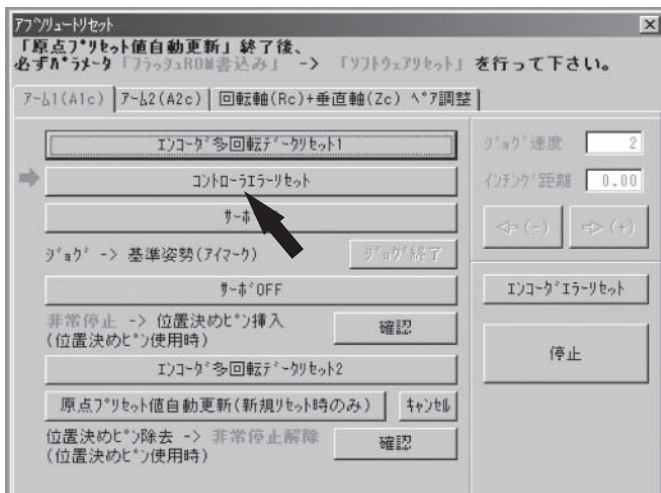 ｱﾌﾞｿﾘｭｰﾄﾘｾｯﾄ
「原点ﾌﾟﾘｾｯﾄ値自動更新」終了後、
必ずﾊﾟﾗﾒｰﾀ「ﾌﾗｯｼｭROM書込み」 -> 「ｿﾌﾄｳｪｱﾘｾｯﾄ」を行って下さい。
ｱｰﾑ1(A1c) ｱｰﾑ2(A2c) 回転軸(Rc)+垂直軸(Zc) ﾍﾟｱ調整
ｴﾝｺｰﾀﾞ多回転ﾃﾞｰﾀﾘｾｯﾄ1
ｺﾝﾄﾛｰﾗｴﾗｰﾘｾｯﾄ
ｻｰﾎﾞ
ｼﾞｮｸﾞ -> 基準姿勢(ｱｲﾏｰｸ) ｼﾞｮｸﾞ終了
ｻｰﾎﾞOFF
非常停止 -> 位置決めﾋﾟﾝ挿入
(位置決めﾋﾟﾝ使用時)
確認
ｴﾝｺｰﾀﾞ多回転ﾃﾞｰﾀﾘｾｯﾄ2
原点ﾌﾟﾘｾｯﾄ値自動更新(新規ﾘｾｯﾄ時のみ) ｷｬﾝｾﾙ
位置決めﾋﾟﾝ除去 -> 非常停止解除
(位置決めﾋﾟﾝ使用時)
確認
ｼﾞｮｸﾞ速度 2
ｲﾝﾁﾝｸﾞ距離 0.00
(-) (+)
ｴﾝｺｰﾀﾞｴﾗｰﾘｾｯﾄ
停止